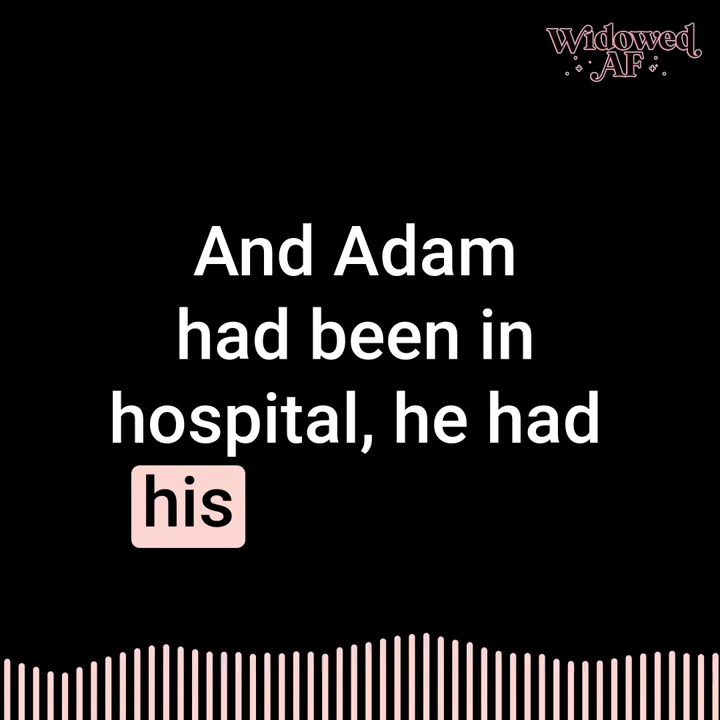 Widowed
AF
And Adam
had been in
hospital, he had
his